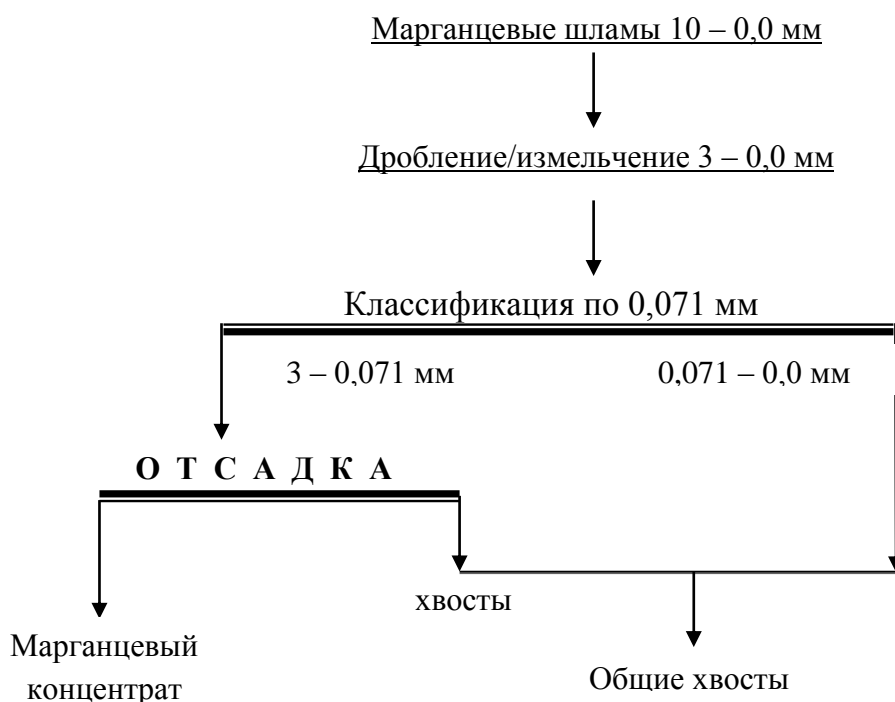 Марганцевые шламы 10 – 0,0 мм
Дробление/измельчение 3 – 0,0 мм
Классификация по 0,071 мм
3 – 0,071 мм
0,071 – 0,0 мм
О Т С А Д К А
хвосты
Марганцевый
концентрат
Общие хвосты